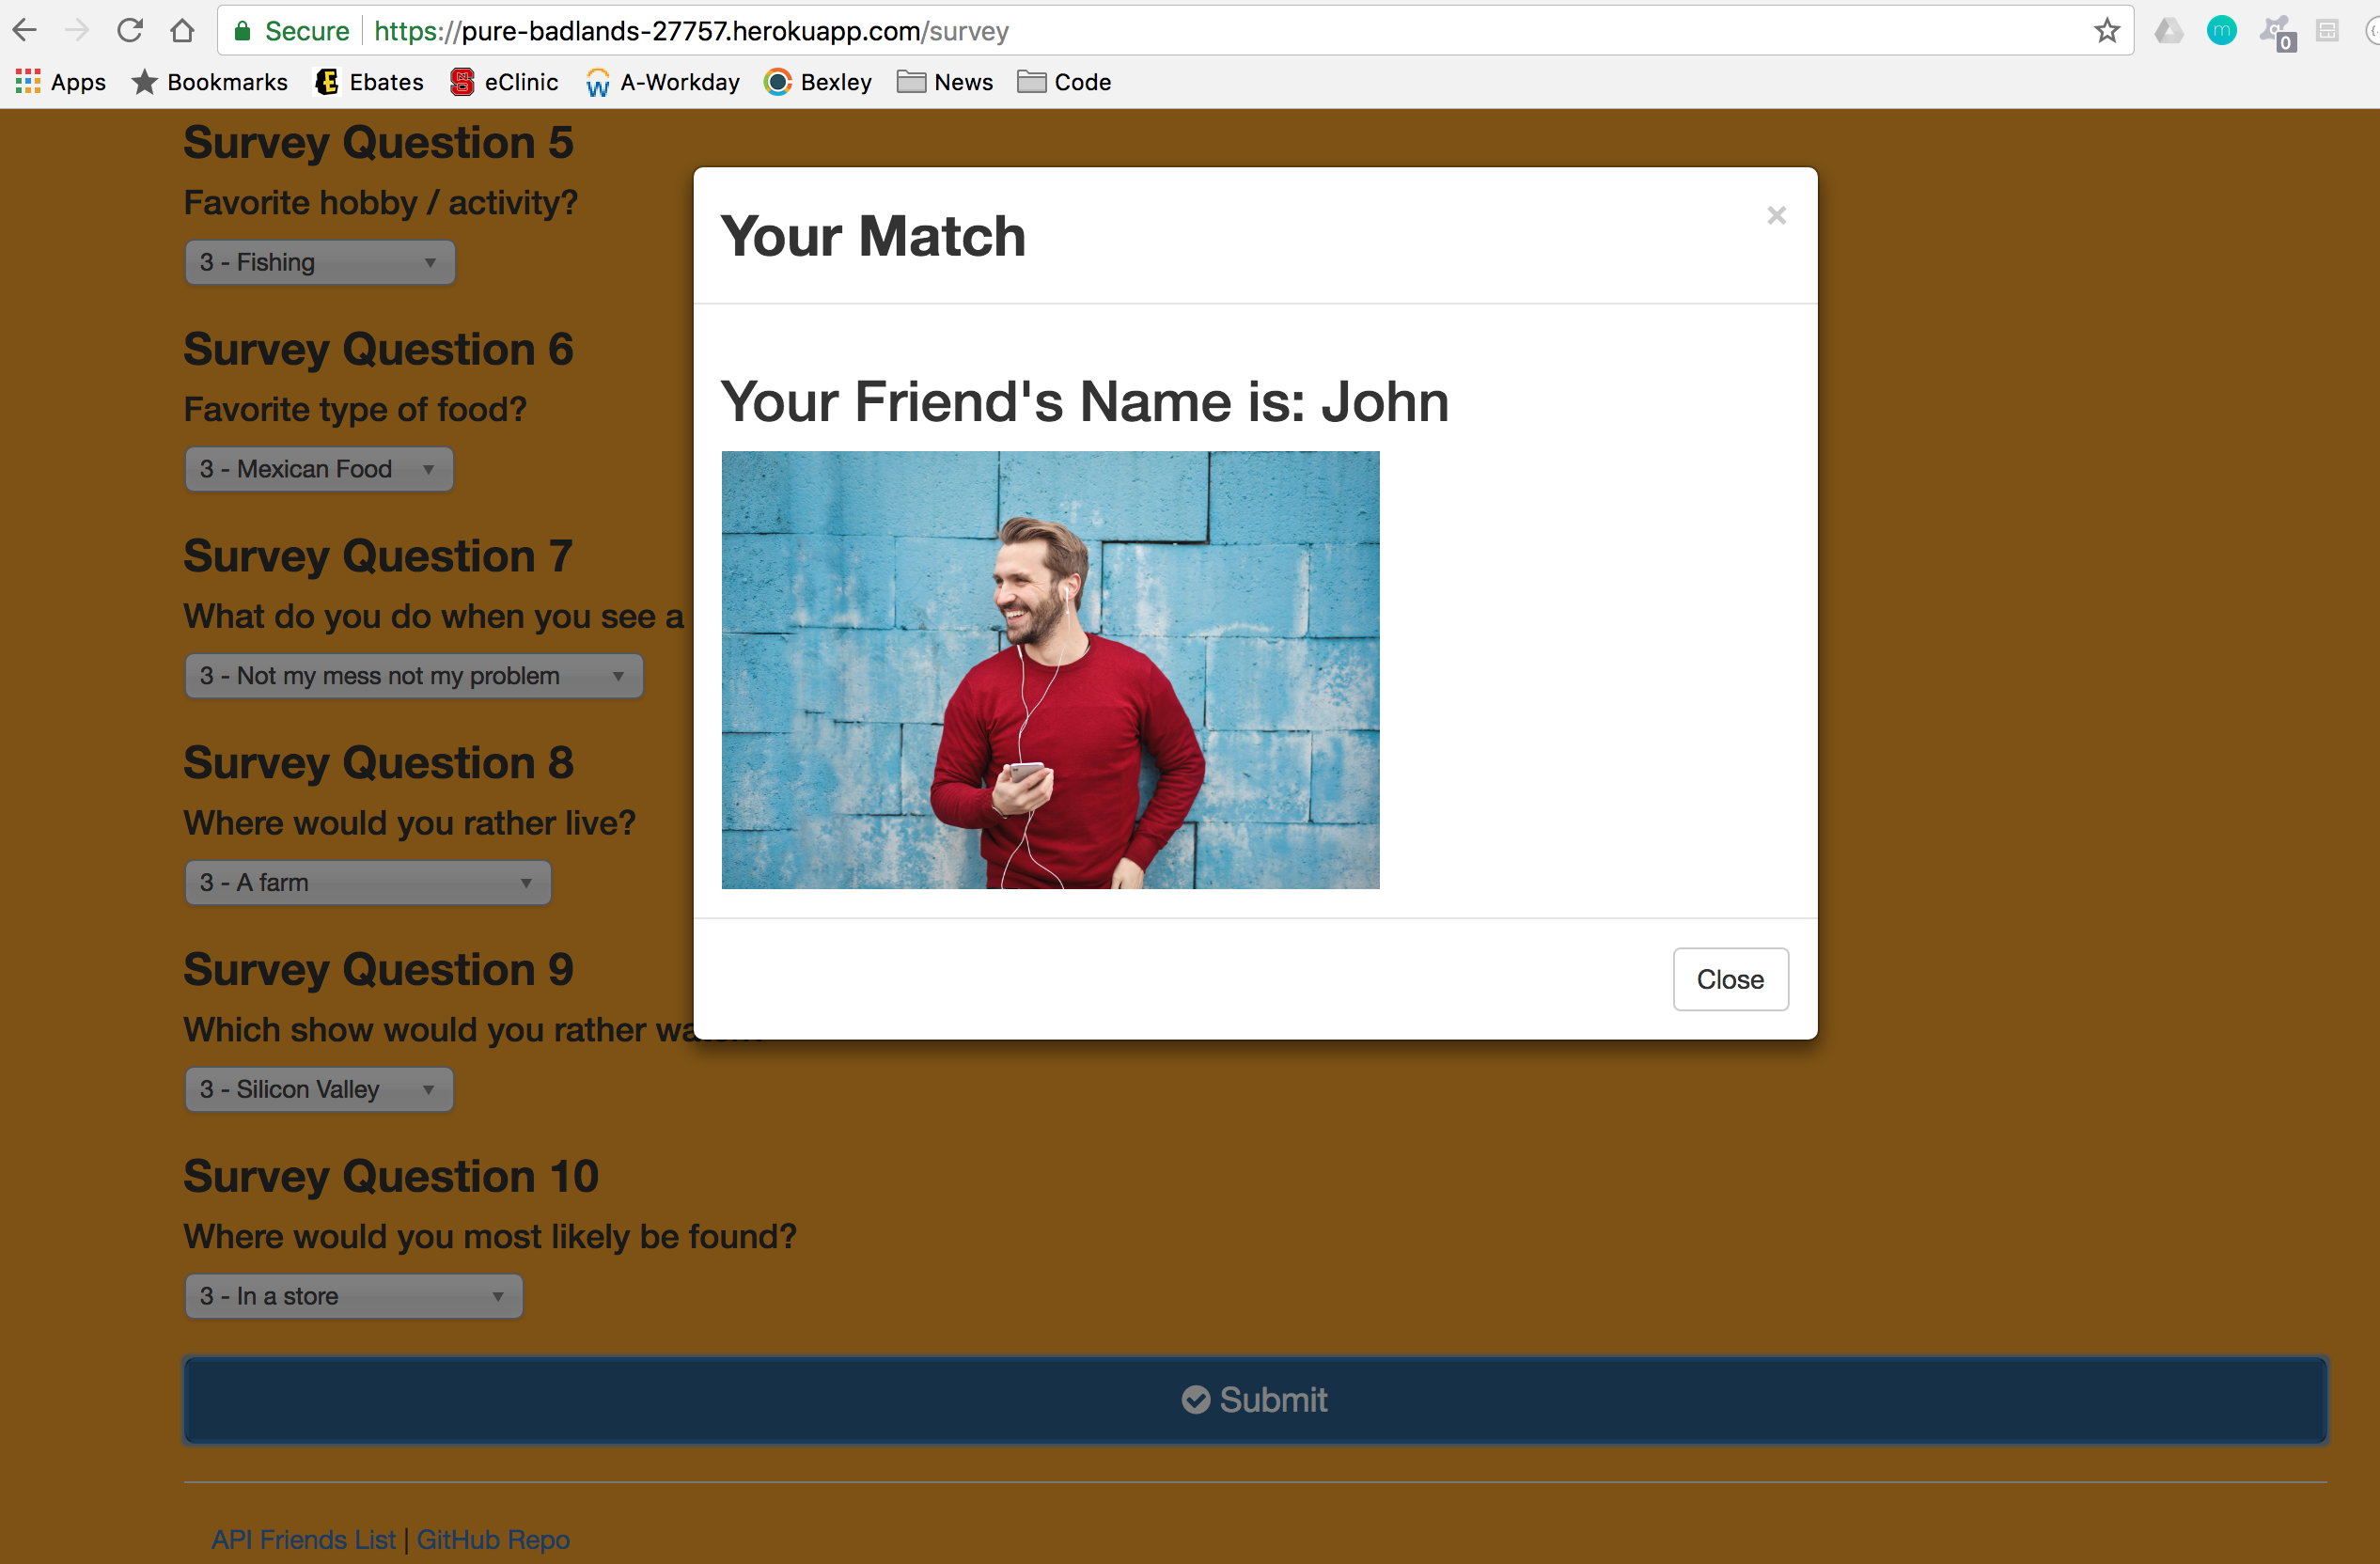 Secure https://pure-badlands-27757.herokuapp.com/survey
m
0
Apps Bookmarks Ebates eClinic A-Workday Bexley News Code
Survey Question 5
Favorite hobby / activity?
3 - Fishing
Survey Question 6
Favorite type of food?
3 - Mexican Food
Survey Question 7
What do you do when you see a
3 - Not my mess not my problem
Survey Question 8
Where would you rather live?
3 - A farm
Survey Question 9
Which show would you rather
3 - Silicon Valley
Survey Question 10
Where would you most likely be found?
3 - In a store
Your Match
×
Your Friend's Name is: John
Close
Submit
API Friends List | GitHub Repo